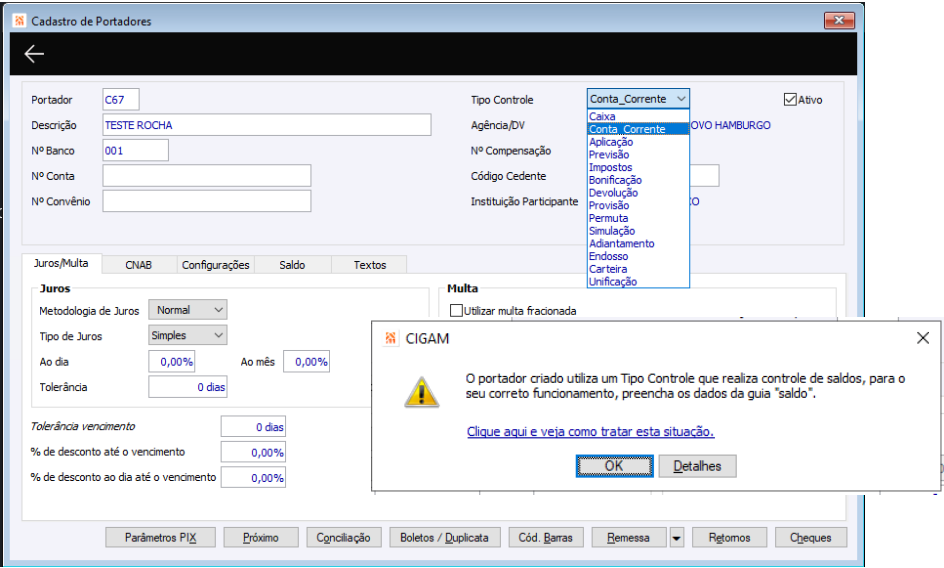 Cadastro de Portadores
Portador C67 Tipo Controle Conta_Corrente Ativo
Descrição TESTE ROCHA Agência/DV OVO HAMBURGO
Nº Banco 001 Nº Compensação
Nº Conta Código Cedente
Nº Convênio Instituição Participante
Caixa
Conta_Corrente
Aplicação
Previsão
Impostos
Bonificação
Devolução
Provisão
Permuta
Simulação
Adiantamento
Endosso
Carteira
Unificação
Juros/Multa CNAB Configurações Saldo Textos
Juros Multa
Metodologia de Juros Normal Utilizar multa fracionada
Tipo de Juros Simples
Ao dia 0,00% Ao mês 0,00%
Tolerância 0 dias
Tolerância vencimento 0 dias
% de desconto até o vencimento 0,00%
% de desconto ao dia até o vencimento 0,00%
CIGAM
O portador criado utiliza um Tipo Controle que realiza controle de saldos, para o
seu correto funcionamento, preencha os dados da guia "saldo".
Clique aqui e veja como tratar esta situação.
OK Detalhes
Parâmetros PIX Próximo Conciliação Boletos / Duplicata Cód. Barras Remessa Retornos Cheques